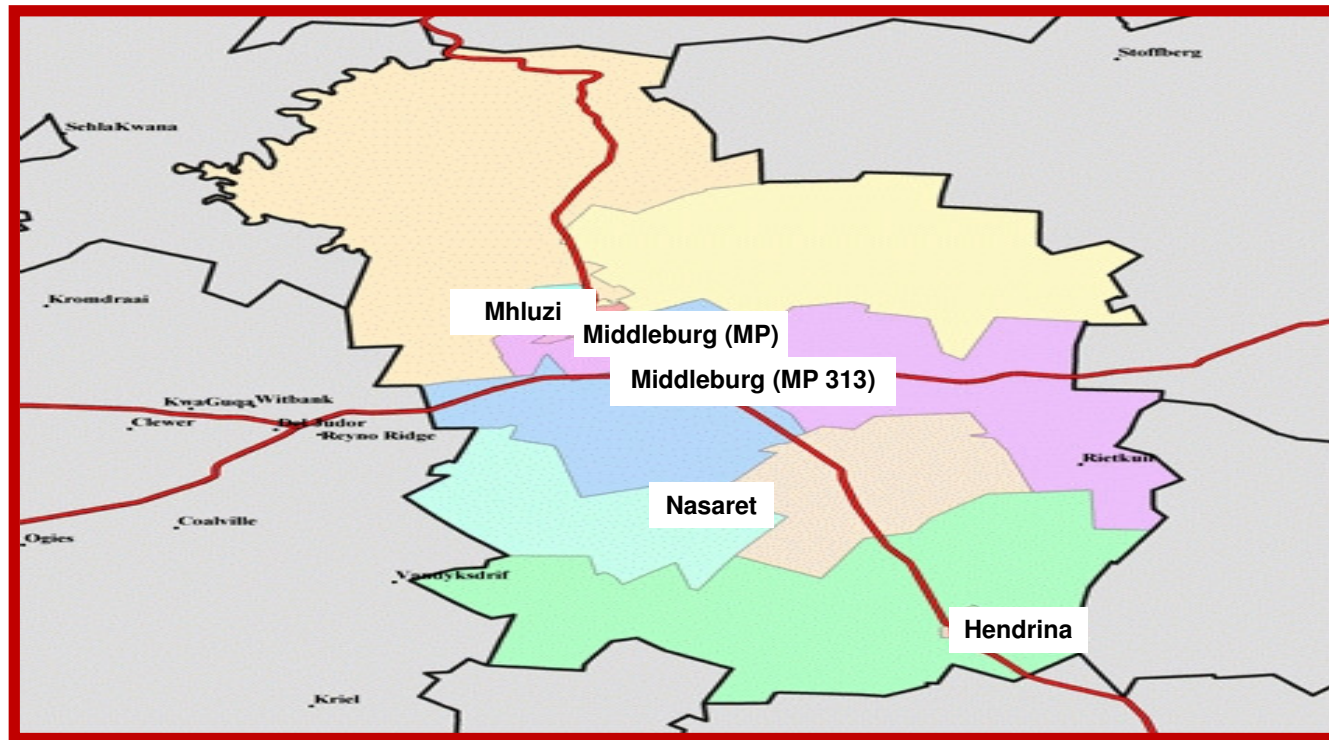 Stoffberg
SehlaKwana
Kromdraai
Mhluzi
Middleburg (MP)
Middleburg (MP 313)
KwaGuqa
Witbank
Clewer
Del Judor
Reyno Ridge
Rietkuil
Nasaret
Coalville
Ogies
Vandyksdrif
Hendrina
Kriel